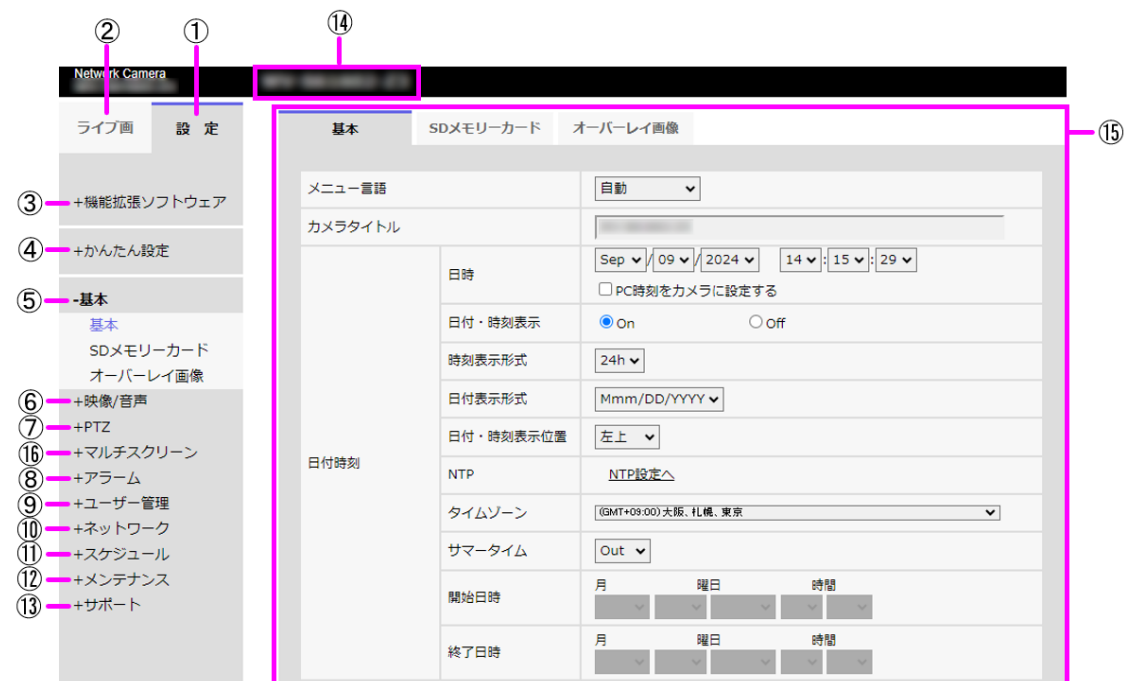 ② ① ⑭
Network Camera
ライブ画 設 定
基本 SDメモリーカード オーバーレイ画像
⑮
③ +機能拡張ソフトウェア
④ +かんたん設定
⑤ -基本
基本
SDメモリーカード
オーバーレイ画像
⑥ +映像/音声
⑦ +PTZ
⑯ +マルチスクリーン
⑧ +アラーム
⑨ +ユーザー管理
⑩ +ネットワーク
⑪ +スケジュール
⑫ +メンテナンス
⑬ +サポート
メニュー言語 自動
カメラタイトル
日付時刻
日時 Sep / 09 / 2024 14 : 15 : 29
PC時刻をカメラに設定する
日付・時刻表示 On Off
時刻表示形式 24h
日付表示形式 Mmm/DD/YYYY
日付・時刻表示位置 左上
NTP NTP設定へ
タイムゾーン (GMT+09:00)大阪、札幌、東京
サマータイム Out
開始日時 月 曜日 時間
終了日時 月 曜日 時間